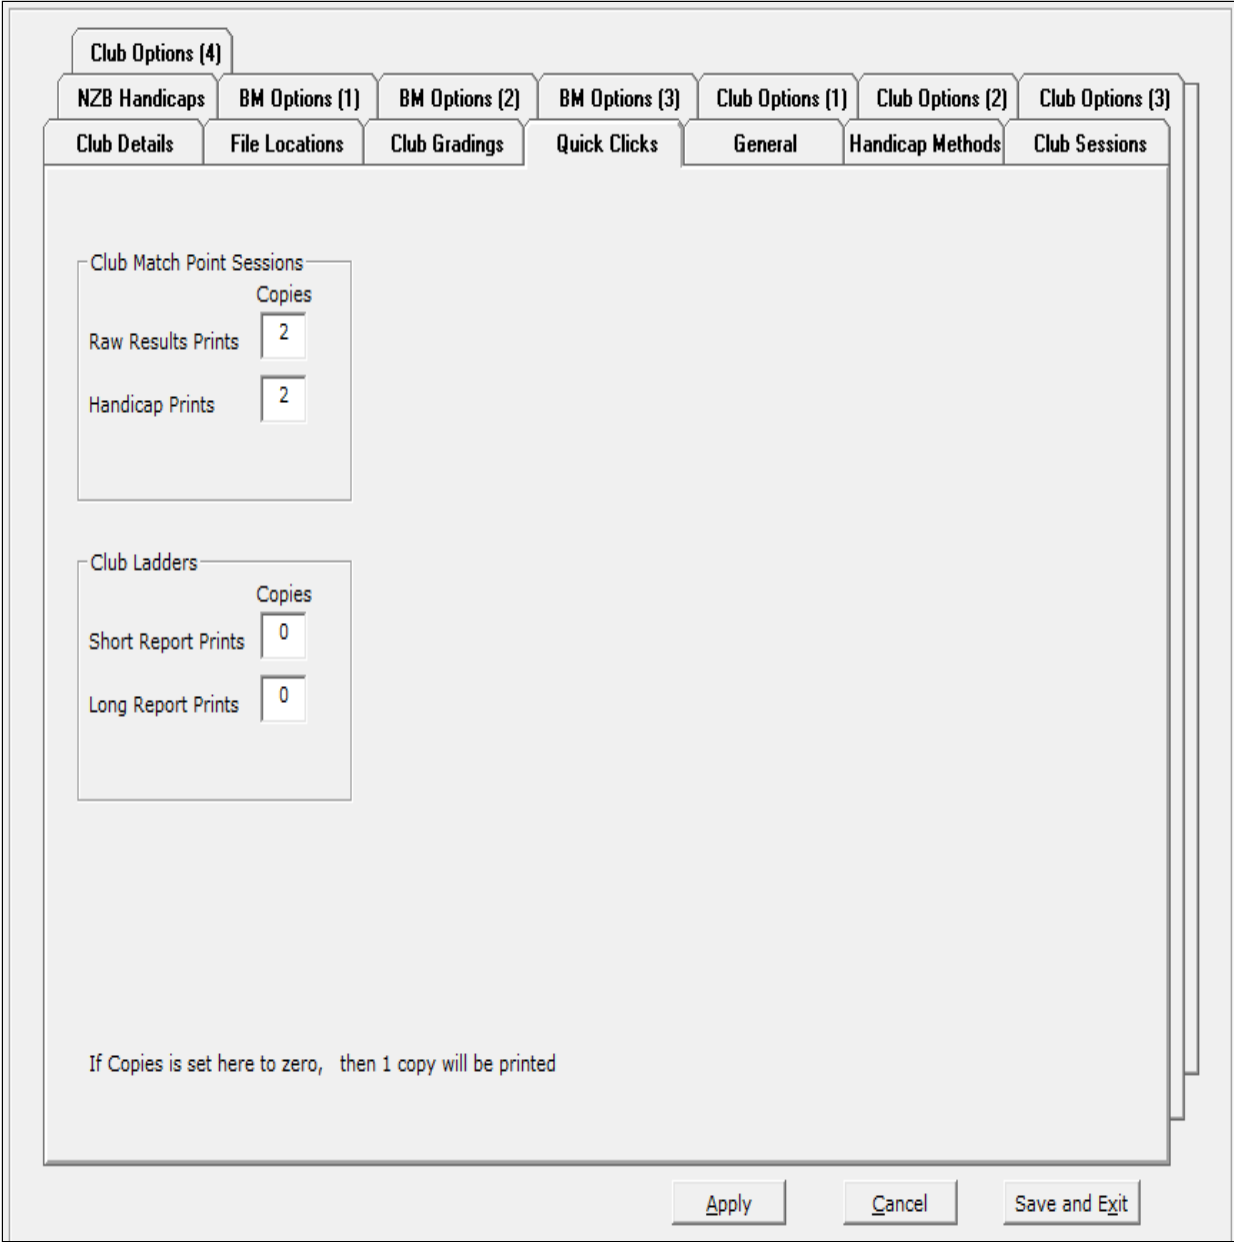 Club Options (4)
NZB Handicaps BM Options (1) BM Options (2) BM Options (3) Club Options (1) Club Options (2) Club Options (3)
Club Details File Locations Club Gradings Quick Clicks General Handicap Methods Club Sessions
Club Match Point Sessions
Copies
Raw Results Prints 2
Handicap Prints 2
Club Ladders
Copies
Short Report Prints 0
Long Report Prints 0
If Copies is set here to zero, then 1 copy will be printed
Apply Cancel Save and Exit